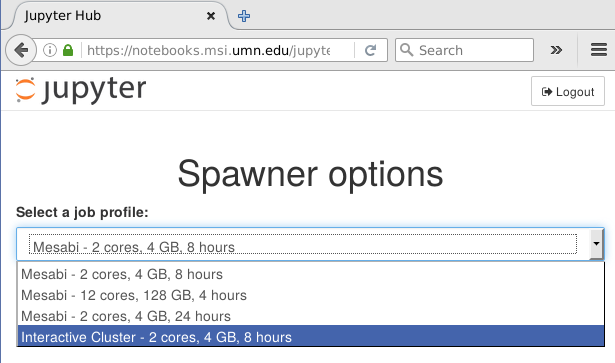 Jupyter Hub
https://notebooks.msi.umn.edu/jupyte
Search
jupyter
Logout
Spawner options
Select a job profile:
Mesabi - 2 cores, 4 GB, 8 hours
Mesabi - 2 cores, 4 GB, 8 hours
Mesabi - 12 cores, 128 GB, 4 hours
Mesabi - 2 cores, 4 GB, 24 hours
Interactive Cluster - 2 cores, 4 GB, 8 hours